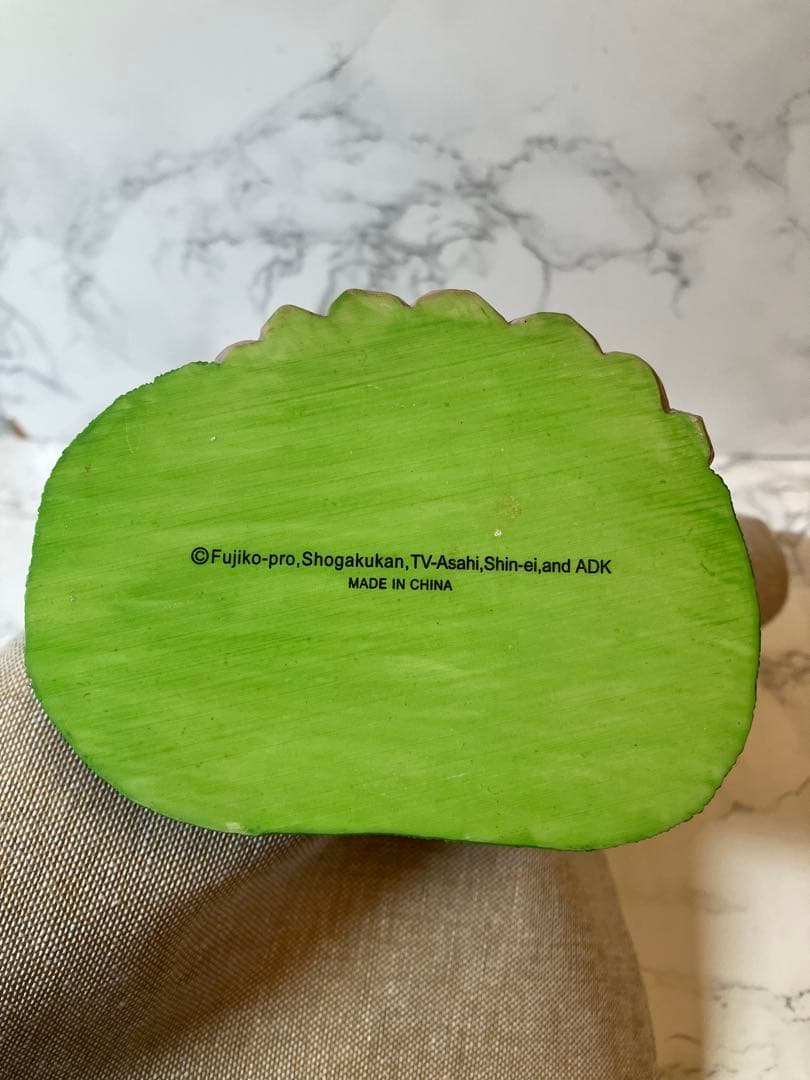 ©Fujiko-pro,Shogakukan,TV-Asahi,Shin-ei,and ADK
MADE IN CHINA